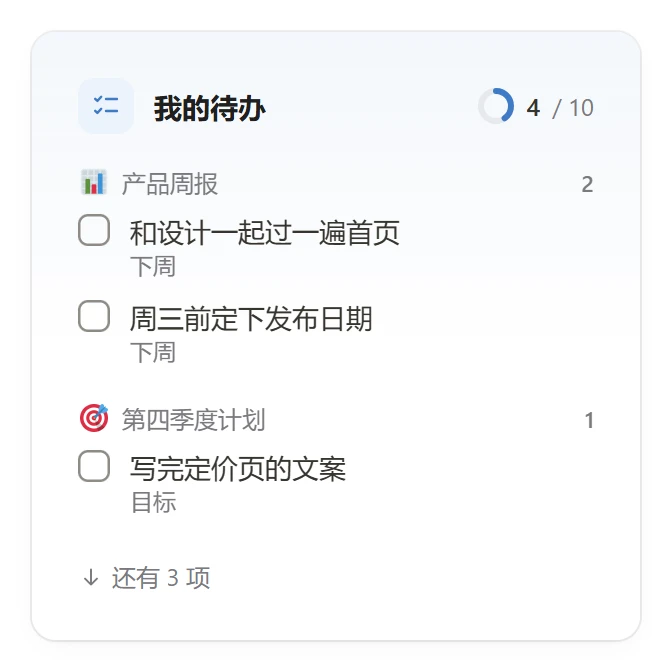 我的待办
4 / 10
产品周报
2
和设计一起过一遍首页
下周
周三前定下发布日期
下周
第四季度计划
1
写完定价页的文案
目标
还有 3 项